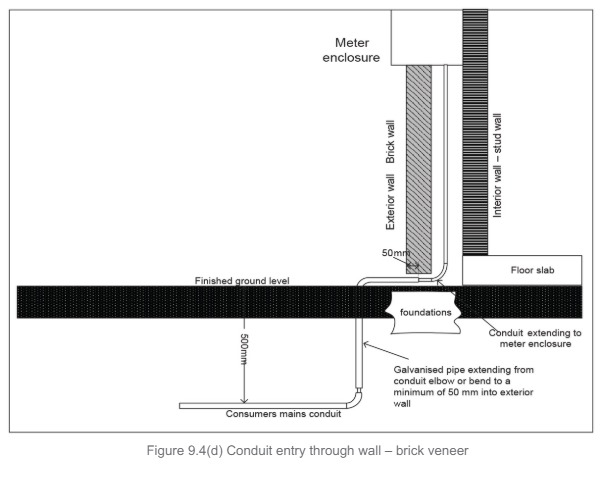 Meter
enclosure
Exterior wall   Brick wall
Interior wall – stud wall
50mm
Floor slab
Finished ground level
foundations
Conduit extending to
meter enclosure
500mm
Galvanised pipe extending from
conduit elbow or bend to a
minimum of 50 mm into exterior
wall
Consumers mains conduit
Figure 9.4(d) Conduit entry through wall – brick veneer